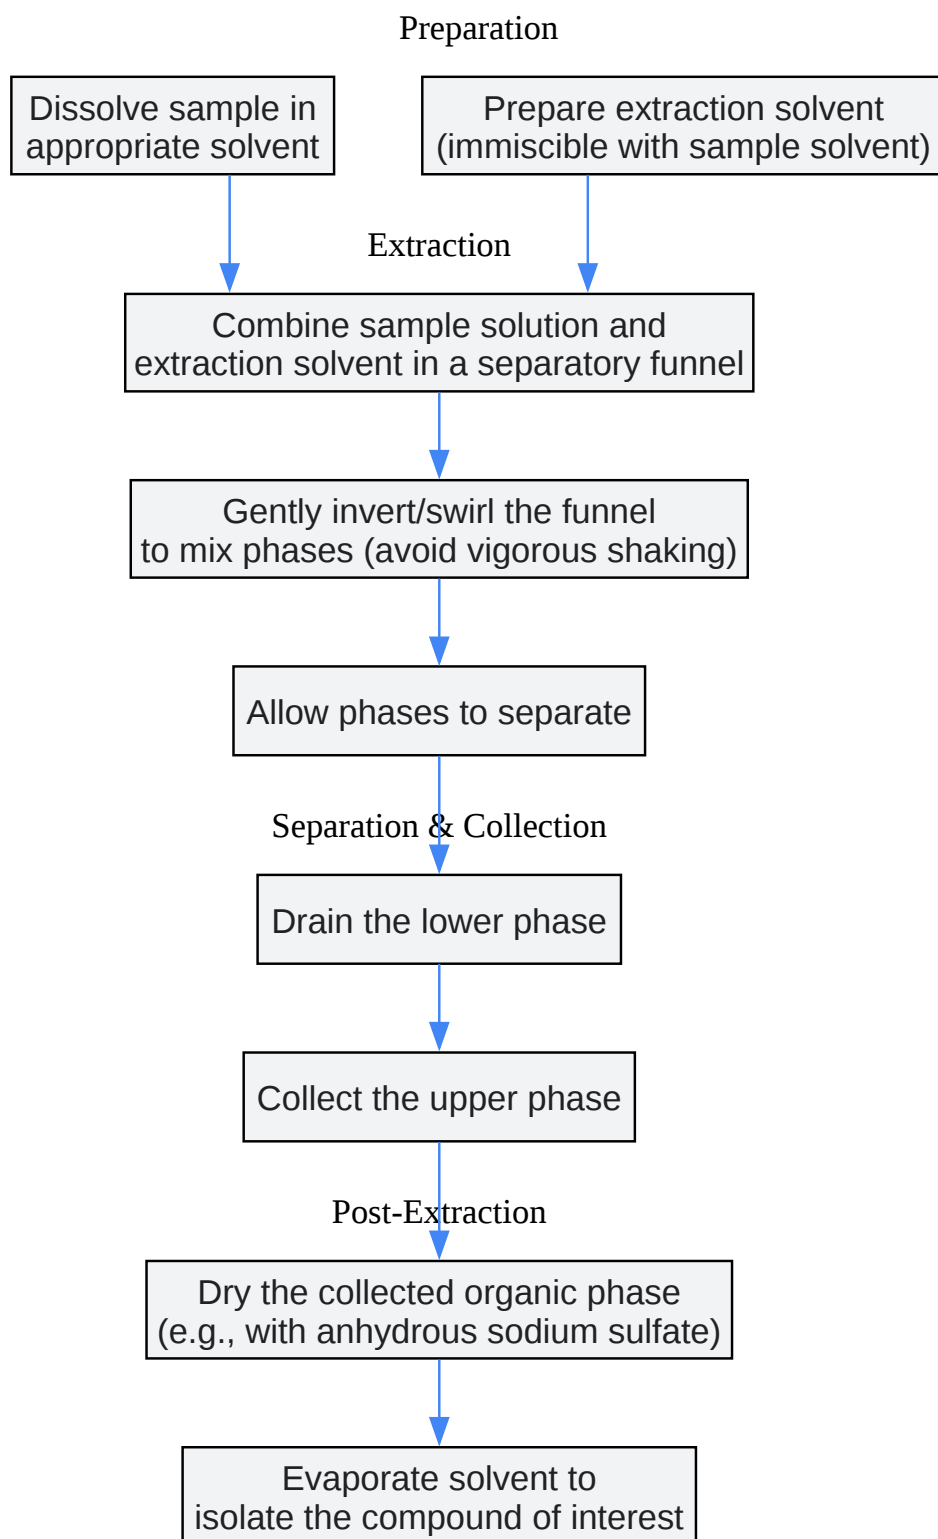 Preparation
Dissolve sample in
appropriate solvent
Prepare extraction solvent
(immiscible with sample solvent)
Extraction
Combine sample solution and
extraction solvent in a separatory funnel
Gently invert/swirl the funnel
to mix phases (avoid vigorous shaking)
Allow phases to separate
Separation & Collection
Drain the lower phase
Collect the upper phase
Post-Extraction
Dry the collected organic phase
(e.g., with anhydrous sodium sulfate)
Evaporate solvent to
isolate the compound of interest